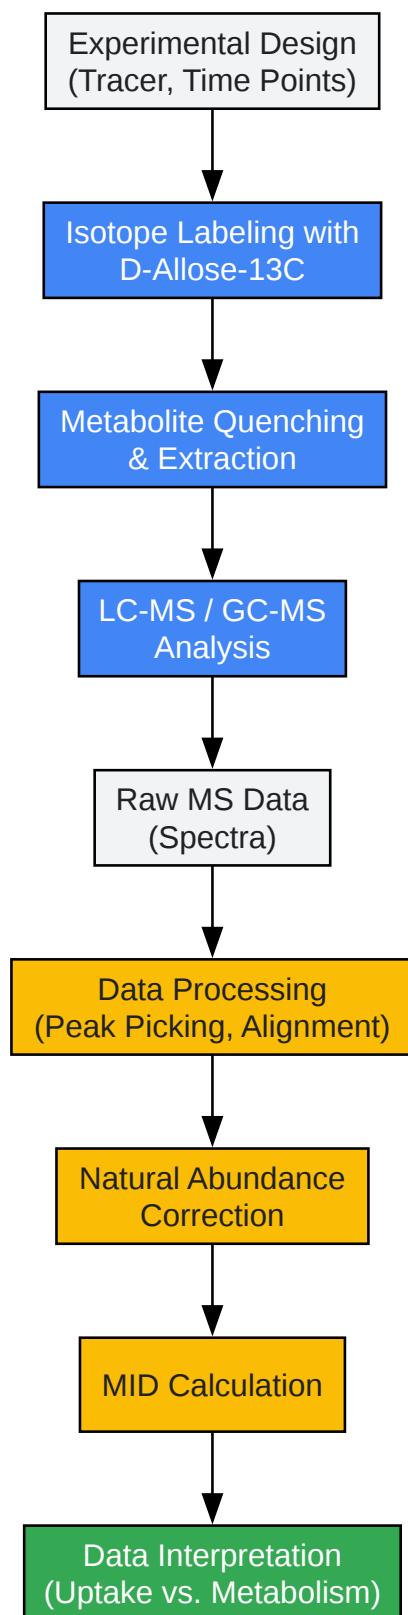 Experimental Design
(Tracer, Time Points)
Isotope Labeling with
D-Allose-13C
Metabolite Quenching
& Extraction
LC-MS / GC-MS
Analysis
Raw MS Data
(Spectra)
Data Processing
(Peak Picking, Alignment)
Natural Abundance
Correction
MID Calculation
Data Interpretation
(Uptake vs. Metabolism)